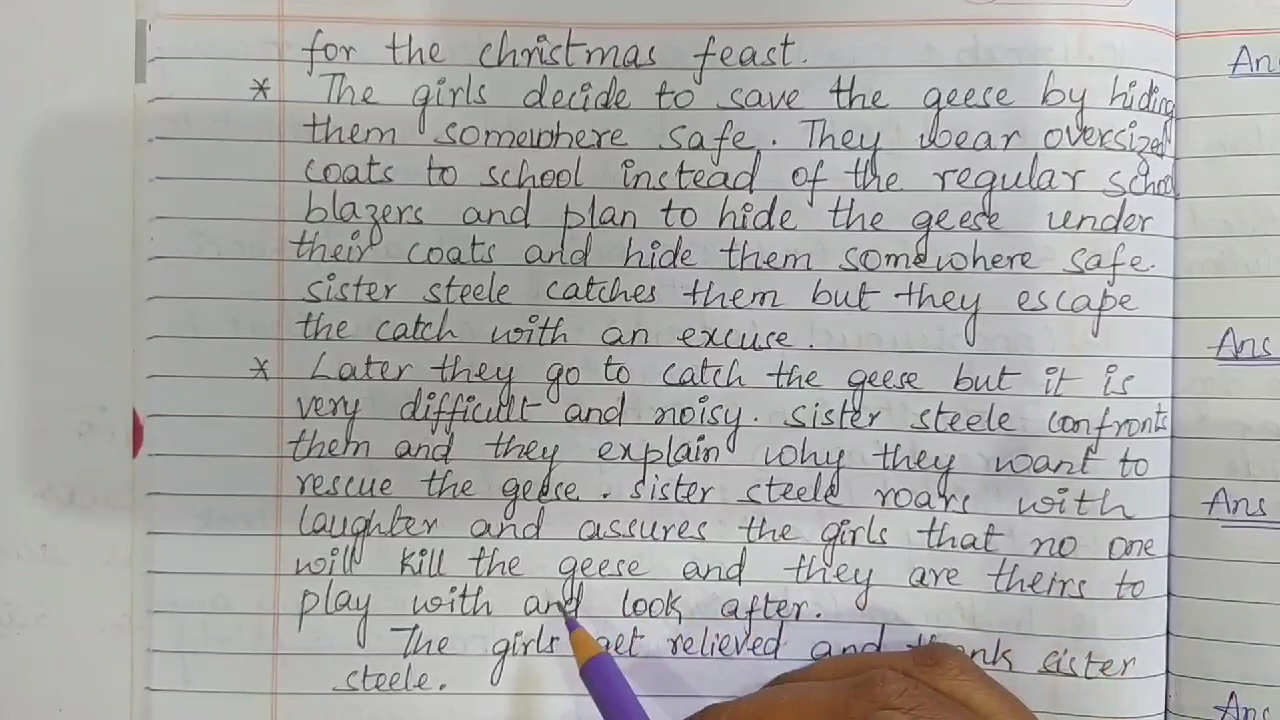 for the christmas feast.
* The girls decide to save the geese by hiding
them somewhere safe. They wear oversized
coats to school instead of the regular school
blazers and plan to hide the geese under
their coats and hide them somewhere safe.
sister steele catches them but they escape
the catch with an excuse.
* Later they go to catch the geese but it is
very difficult and noisy. sister steele confronts
them and they explain why they want to
rescue the geese. sister steele roars with
laughter and assures the girls that no one
will kill the geese and they are theirs to
play with and look after.
The girls get relieved and thank sister
steele.
Ans
Ans
Ans
Ans